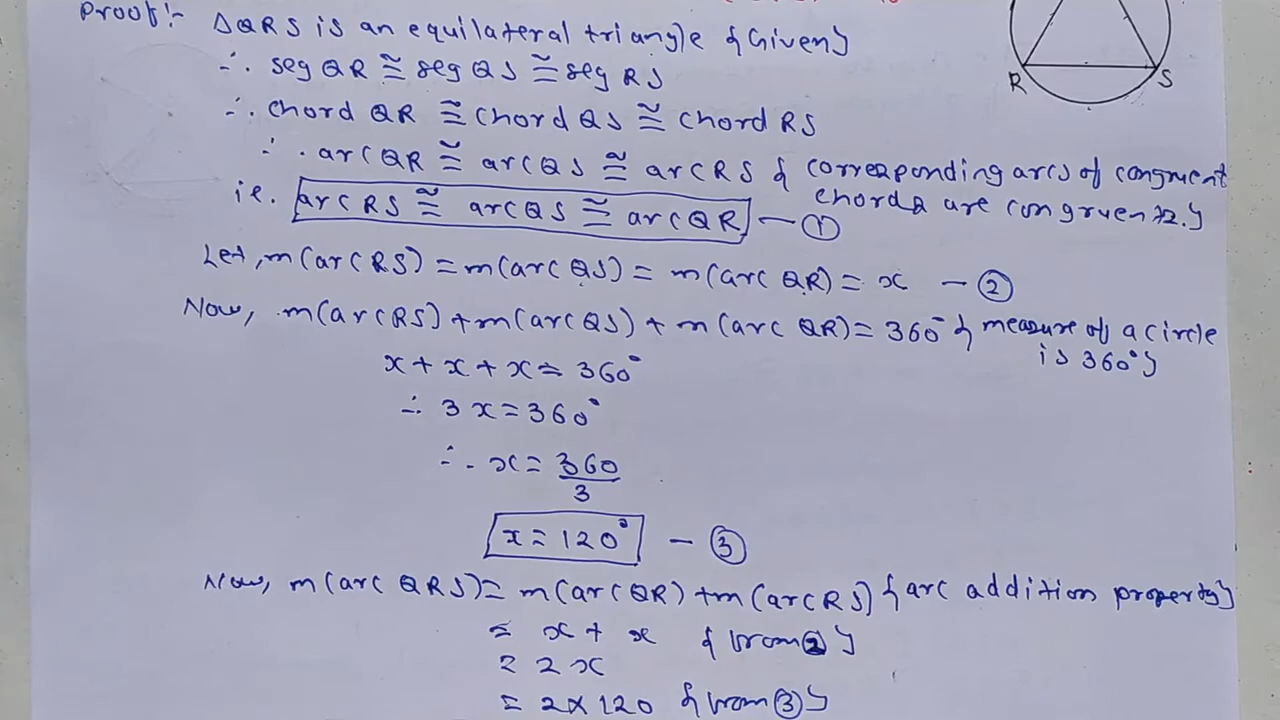 Proof:- ΔQRS is an equilateral triangle {Given}
∴ seg QR ≅ seg QS ≅ seg RS
∴ chord QR ≅ chord QS ≅ chord RS
∴ arc QR ≅ arc QS ≅ arc RS { corresponding arcs of congruent
chords are congruents.}
ie. arc RS ≅ arc QS ≅ arc QR — ①
Let, m(arc RS) = m(arc QS) = m(arc QR) = x — ②
Now, m(arc RS) + m(arc QS) + m(arc QR) = 360° { measure of a circle
is 360°}
x + x + x = 360°
∴ 3x = 360°
∴ x = 360/3
x = 120° — ③
Now, m(arc QRS) = m(arc QR) + m(arc RS) {arc addition property}
= x + x {from ②}
= 2x
= 2 × 120 {from ③}
R S